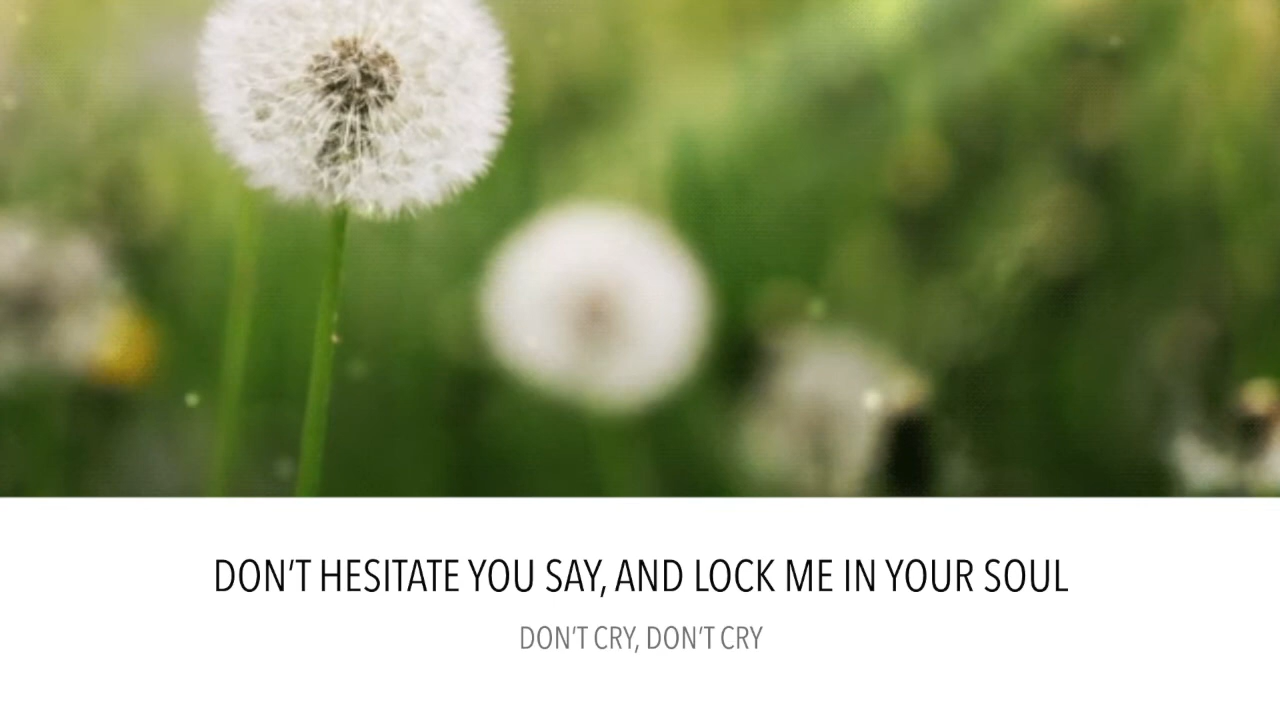 DON’T HESITATE YOU SAY, AND LOCK ME IN YOUR SOUL
DON’T CRY, DON’T CRY